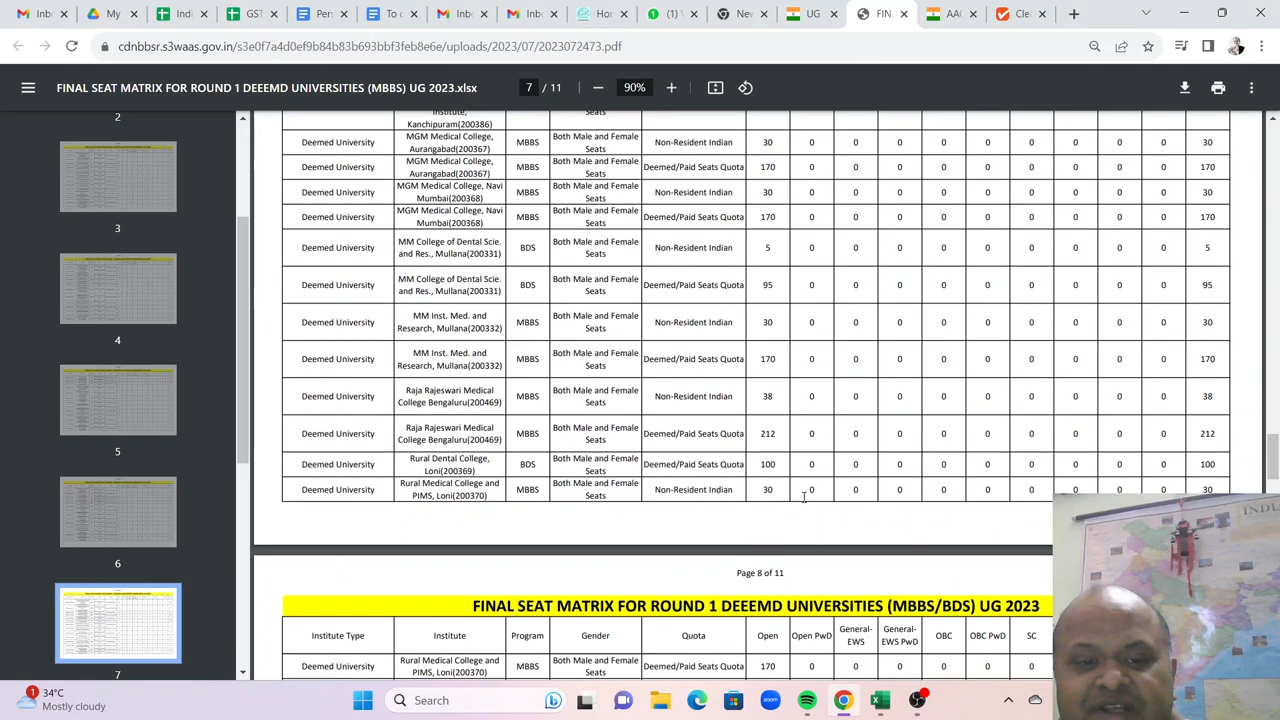 Inbo
My
Indi
GST
Pers
To c
Inbo
Inbo
Hor
(1)
Nev
UG
FIN
AAC
Cle
cdnbbsr.s3waas.gov.in/s3e0f7a4d0ef9b84b83b693bbf3feb8e6e/uploads/2023/07/2023072473.pdf
FINAL SEAT MATRIX FOR ROUND 1 DEEEMD UNIVERSITIES (MBBS) UG 2023.xlsx
7 / 11
90%
2
3
4
5
6
7
Institute, Seats
Kanchipuram(200386)
Deemed University MGM Medical College, Aurangabad(200367) MBBS Both Male and Female Seats Non-Resident Indian 30 0 0 0 0 0 0 0 0 0 30
Deemed University MGM Medical College, Aurangabad(200367) MBBS Both Male and Female Seats Deemed/Paid Seats Quota 170 0 0 0 0 0 0 0 0 0 170
Deemed University MGM Medical College, Navi Mumbai(200368) MBBS Both Male and Female Seats Non-Resident Indian 30 0 0 0 0 0 0 0 0 0 30
Deemed University MGM Medical College, Navi Mumbai(200368) MBBS Both Male and Female Seats Deemed/Paid Seats Quota 170 0 0 0 0 0 0 0 0 0 170
Deemed University MM College of Dental Scie. and Res., Mullana(200331) BDS Both Male and Female Seats Non-Resident Indian 5 0 0 0 0 0 0 0 0 0 5
Deemed University MM College of Dental Scie. and Res., Mullana(200331) BDS Both Male and Female Seats Deemed/Paid Seats Quota 95 0 0 0 0 0 0 0 0 0 95
Deemed University MM Inst. Med. and Research, Mullana(200332) MBBS Both Male and Female Seats Non-Resident Indian 30 0 0 0 0 0 0 0 0 0 30
Deemed University MM Inst. Med. and Research, Mullana(200332) MBBS Both Male and Female Seats Deemed/Paid Seats Quota 170 0 0 0 0 0 0 0 0 0 170
Deemed University Raja Rajeswari Medical College Bengaluru(200469) MBBS Both Male and Female Seats Non-Resident Indian 38 0 0 0 0 0 0 0 0 0 38
Deemed University Raja Rajeswari Medical College Bengaluru(200469) MBBS Both Male and Female Seats Deemed/Paid Seats Quota 212 0 0 0 0 0 0 0 0 0 212
Deemed University Rural Dental College, Loni(200369) BDS Both Male and Female Seats Deemed/Paid Seats Quota 100 0 0 0 0 0 0 0 0 0 100
Deemed University Rural Medical College and PIMS, Loni(200370) MBBS Both Male and Female Seats Non-Resident Indian 30 0 0 0 0 0 0 0 0 0 30
Page 8 of 11
FINAL SEAT MATRIX FOR ROUND 1 DEEEMD UNIVERSITIES (MBBS/BDS) UG 2023
Institute Type Institute Program Gender Quota Open Open PwD General-EWS General-EWS PwD OBC OBC PwD SC
Deemed University Rural Medical College and PIMS, Loni(200370) MBBS Both Male and Female Seats Deemed/Paid Seats Quota 170 0 0 0 0 0 0
INDI
1
34°C
Mostly cloudy
Search
zoom